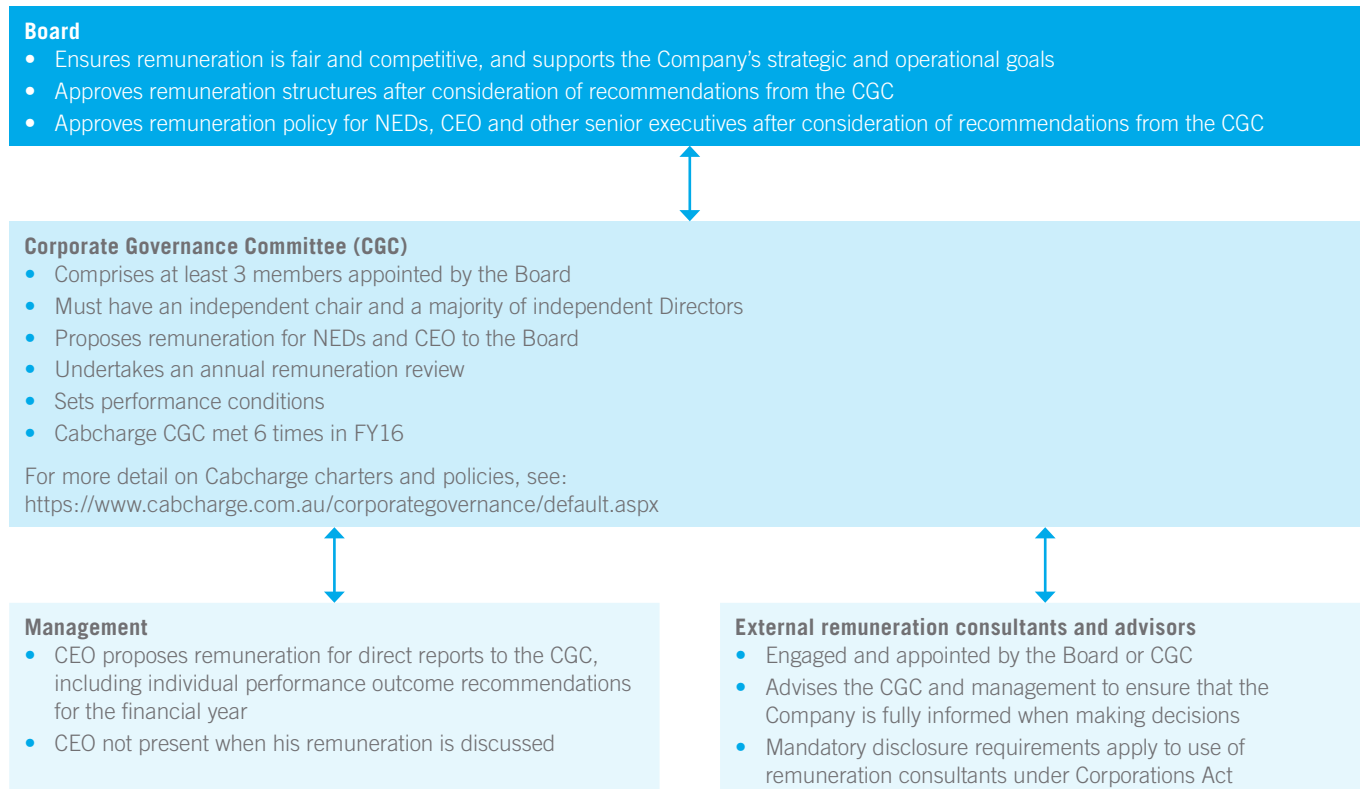 Board
• Ensures remuneration is fair and competitive, and supports the Company’s strategic and operational goals
• Approves remuneration structures after consideration of recommendations from the CGC
• Approves remuneration policy for NEDs, CEO and other senior executives after consideration of recommendations from the CGC
Corporate Governance Committee (CGC)
• Comprises at least 3 members appointed by the Board
• Must have an independent chair and a majority of independent Directors
• Proposes remuneration for NEDs and CEO to the Board
• Undertakes an annual remuneration review
• Sets performance conditions
• Cabcharge CGC met 6 times in FY16
For more detail on Cabcharge charters and policies, see:
https://www.cabcharge.com.au/corporategovernance/default.aspx
Management
• CEO proposes remuneration for direct reports to the CGC,
including individual performance outcome recommendations
for the financial year
• CEO not present when his remuneration is discussed
External remuneration consultants and advisors
• Engaged and appointed by the Board or CGC
• Advises the CGC and management to ensure that the
Company is fully informed when making decisions
• Mandatory disclosure requirements apply to use of
remuneration consultants under Corporations Act